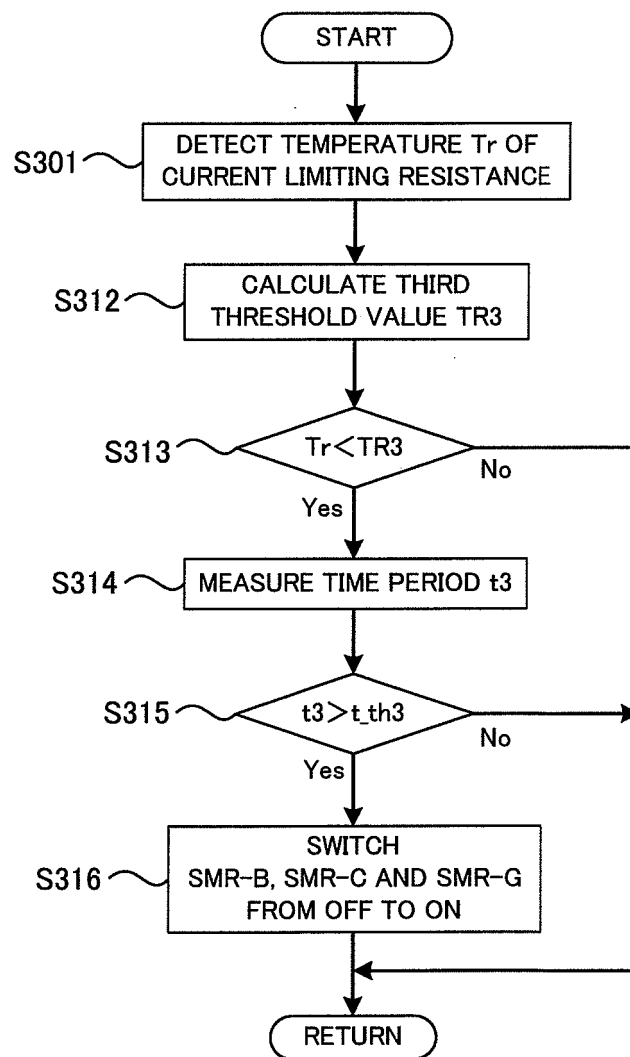 START
S301
DETECT TEMPERATURE Tr OF
CURRENT LIMITING RESISTANCE
S312
CALCULATE THIRD
THRESHOLD VALUE TR3
S313
Tr<TR3
No
Yes
S314
MEASURE TIME PERIOD t3
S315
t3>t_th3
No
Yes
S316
SWITCH
SMR-B, SMR-C AND SMR-G
FROM OFF TO ON
RETURN